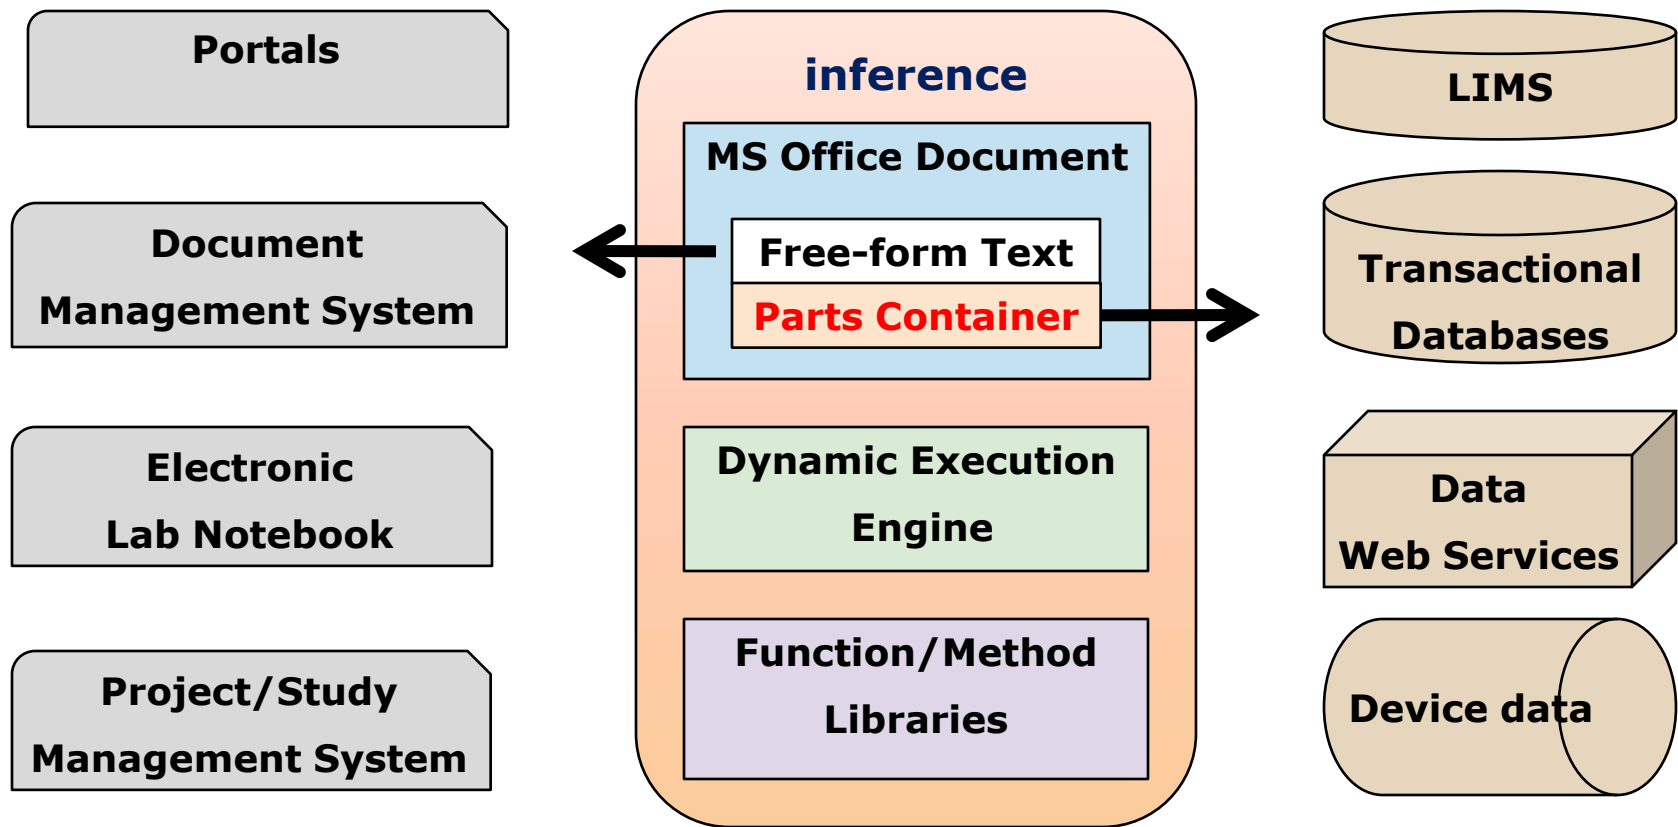 Portals
Document
Management System
Electronic
Lab Notebook
Project/Study
Management System
inference
MS Office Document
Free-form Text
Parts Container
Dynamic Execution
Engine
Function/Method
Libraries
LIMS
Transactional
Databases
Data
Web Services
Device data